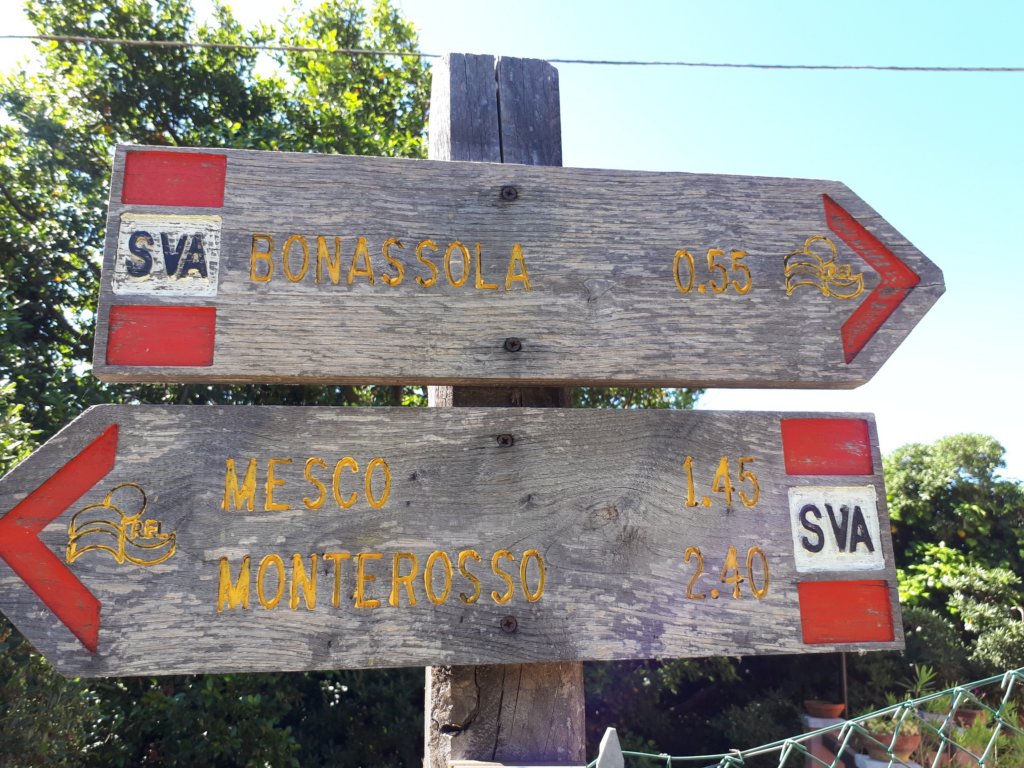 SVA BONASSOLA 0.55
MESCO 1.45
MONTEROSSO 2.40 SVA